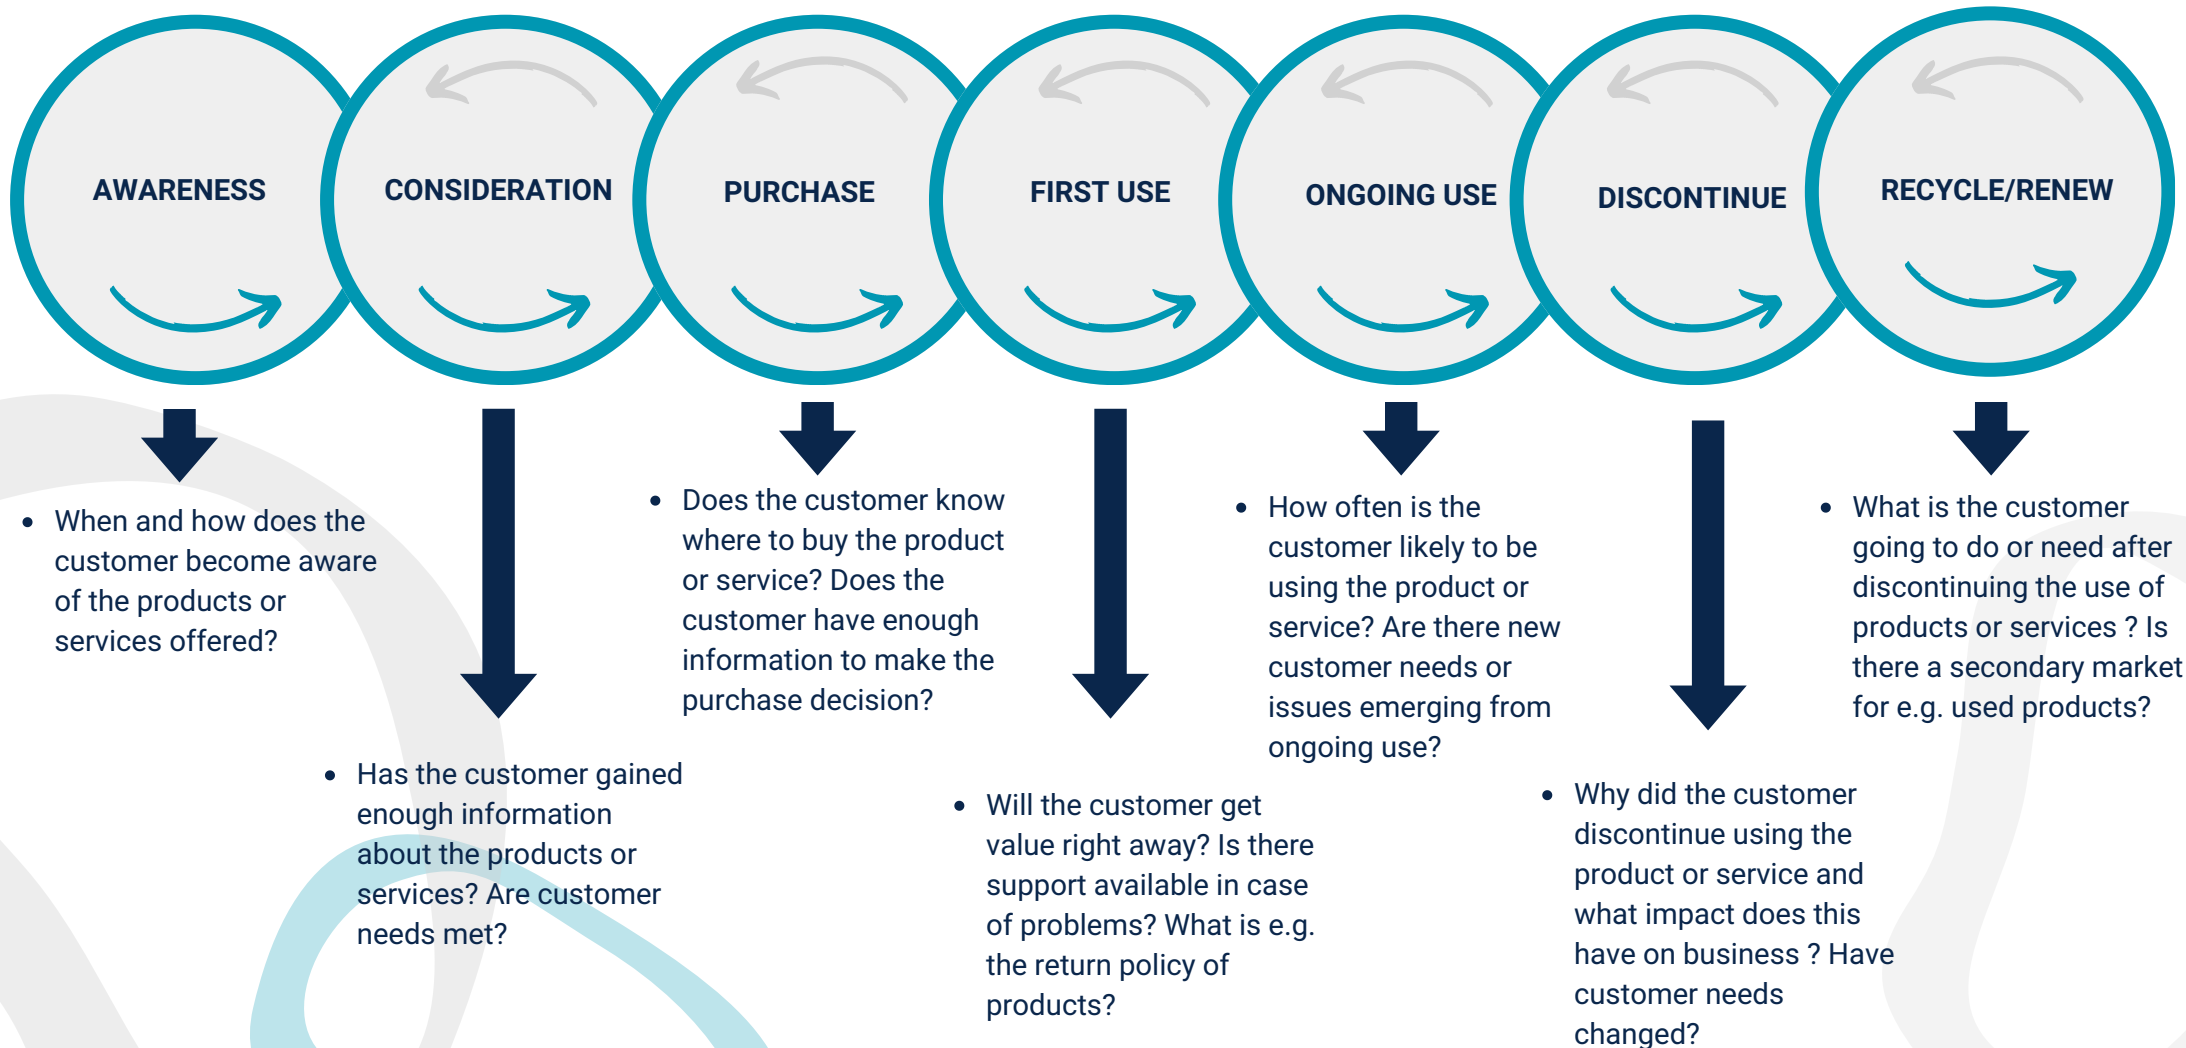 AWARENESS
CONSIDERATION
PURCHASE
FIRST USE
ONGOING USE
DISCONTINUE
RECYCLE/RENEW
• When and how does the
customer become aware
of the products or
services offered?
• Has the customer gained
enough information
about the products or
services? Are customer
needs met?
• Does the customer know
where to buy the product
or service? Does the
customer have enough
information to make the
purchase decision?
• Will the customer get
value right away? Is there
support available in case
of problems? What is e.g.
the return policy of
products?
• How often is the
customer likely to be
using the product or
service? Are there new
customer needs or
issues emerging from
ongoing use?
• Why did the customer
discontinue using the
product or service and
what impact does this
have on business ? Have
customer needs
changed?
• What is the customer
going to do or need after
discontinuing the use of
products or services ? Is
there a secondary market
for e.g. used products?